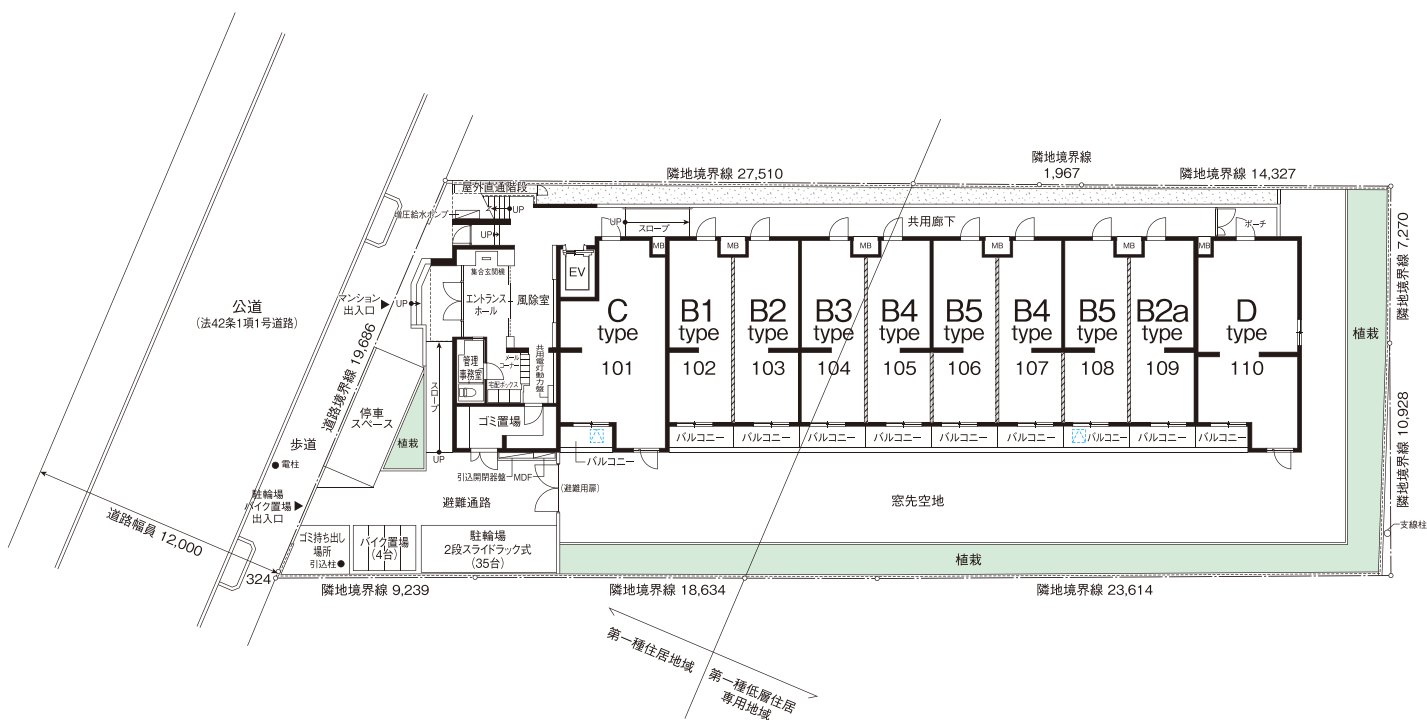 隣地境界線 27,510
隣地境界線
1,967
隣地境界線 14,327
屋外直通階段
UP
増圧給水ポンプ
UP
UP
スロープ
共用廊下
ポーチ
MB
MB
MB
MB
MB
MB
集合玄関機
EV
公道
(法42条1項1号道路)
マンション
出入口
UP
エントランス
ホール
風除室
C
type
101
B1
type
102
B2
type
103
B3
type
104
B4
type
105
B5
type
106
B4
type
107
B5
type
108
B2a
type
109
D
type
110
隣地境界線 7,270
植栽
道路境界線 19,686
管理
事務室
メール
コーナー
宅配ボックス
共用電灯動力盤
スロープ
UP
停車
スペース
植栽
ゴミ置場
バルコニー
バルコニー
バルコニー
バルコニー
バルコニー
バルコニー
バルコニー
バルコニー
バルコニー
バルコニー
隣地境界線 10,928
歩道
電柱
引込開閉器盤
MDF
(避難用扉)
駐輪場
バイク置場
出入口
避難通路
窓先空地
支線柱
道路幅員 12,000
ゴミ持ち出し
場所
引込柱
バイク置場
(4台)
駐輪場
2段スライドラック式
(35台)
植栽
324
隣地境界線 9,239
隣地境界線 18,634
隣地境界線 23,614
第一種住居地域
第一種低層住居
専用地域